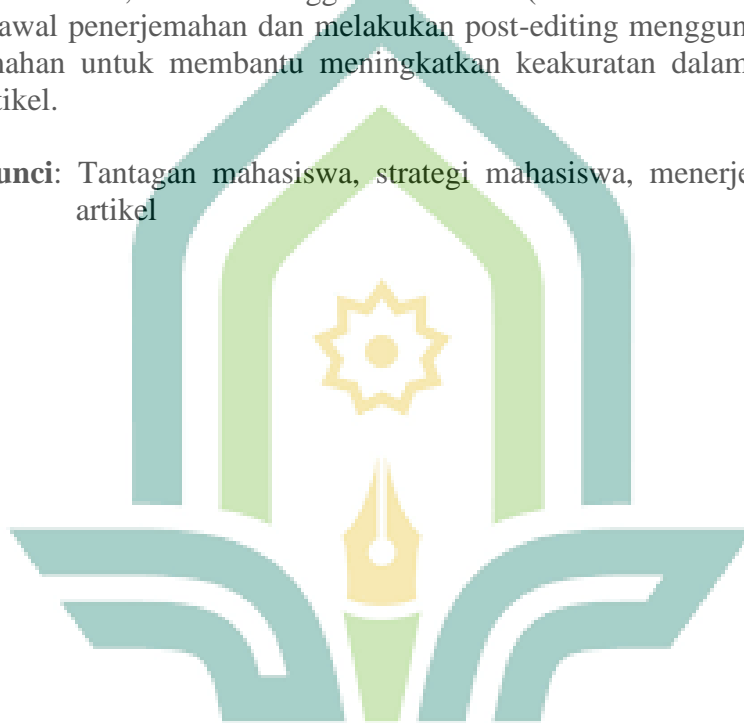 awal penerjemahan dan melakukan post-editing menggun
nahan untuk membantu meningkatkan keakuratan dalam
tikel.
unci: Tantagan mahasiswa, strategi mahasiswa, menerje
artikel